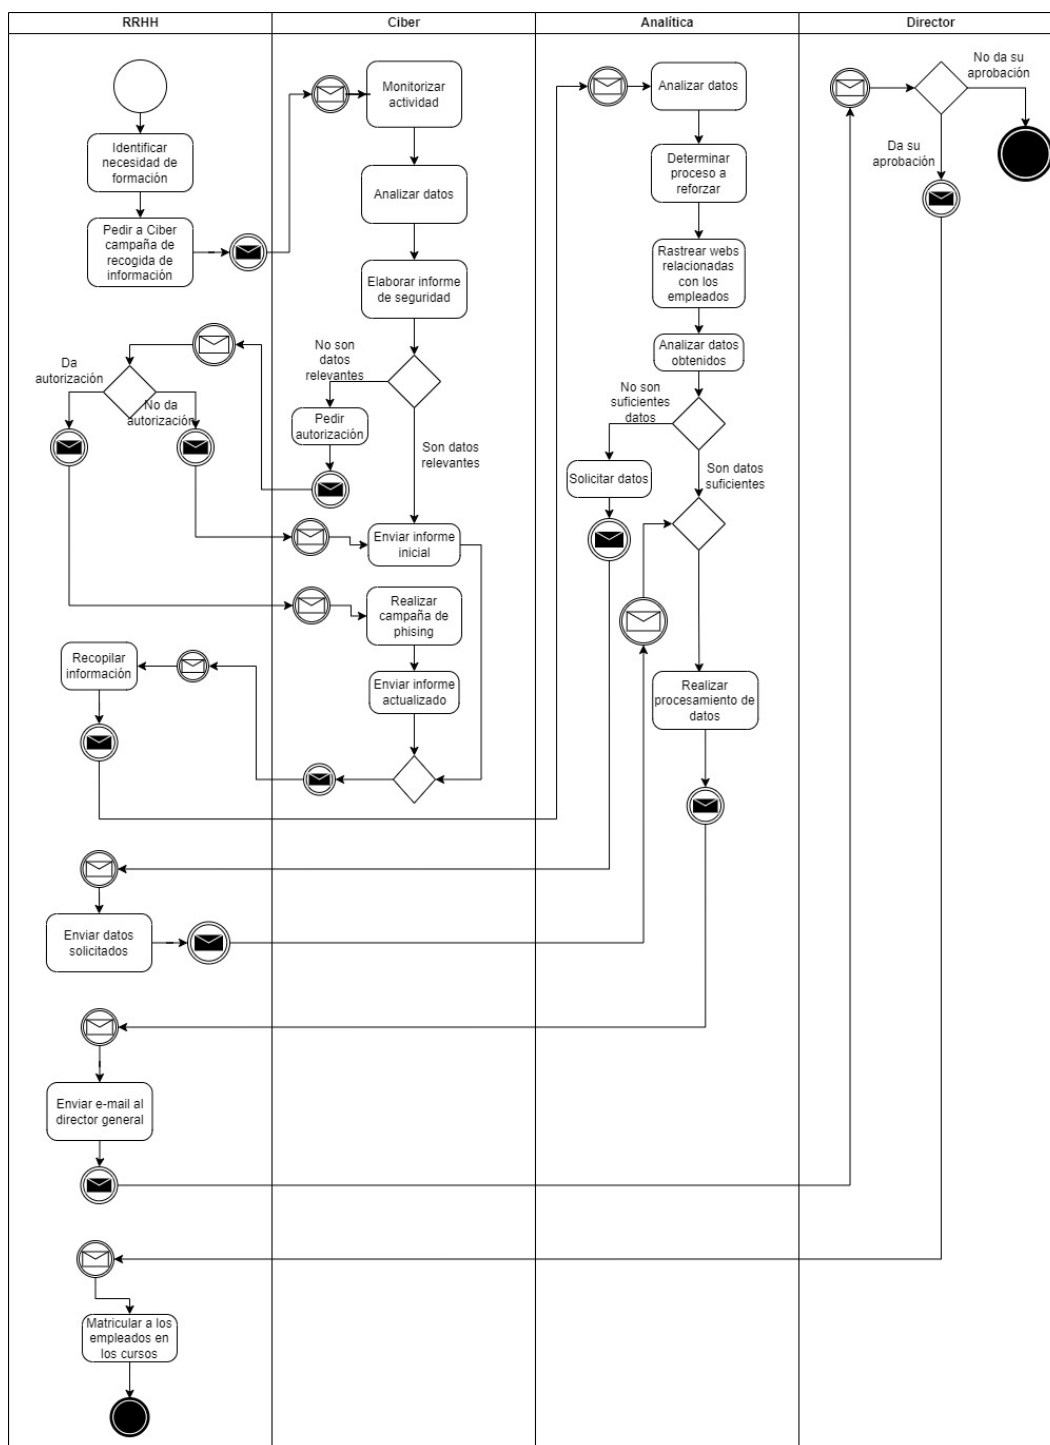 RRHH
Ciber
Analítica
Director
Identificar
necesidad de
formación
Pedir a Ciber
campaña de
recogida de
información
Da
autorización
No da
autorización
Recopilar
información
Enviar datos
solicitados
Enviar e-mail al
director general
Matricular a los
empleados en
los cursos
Monitorizar
actividad
Analizar datos
Elaborar informe
de seguridad
No son
datos
relevantes
Pedir
autorización
Son datos
relevantes
Enviar informe
inicial
Realizar
campaña de
phising
Enviar informe
actualizado
Analizar datos
Determinar
proceso a
reforzar
Rastrear webs
relacionadas
con los
empleados
Analizar datos
obtenidos
No son
suficientes
datos
Solicitar datos
Son datos
suficientes
Realizar
procesamiento de
datos
No da su
aprobación
Da su
aprobación